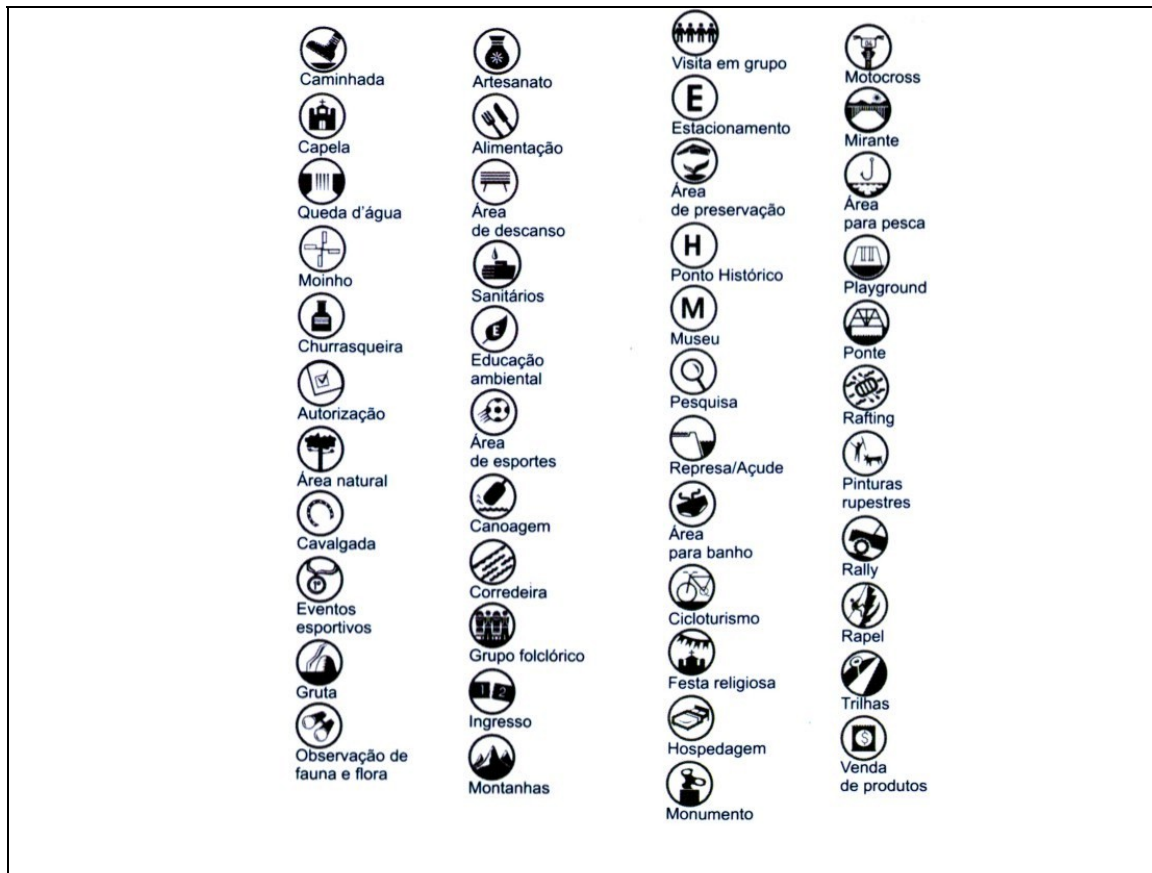 Caminhada
Capela
Queda d'água
Moinho
Churrasqueira
Autorização
Área natural
Cavalgada
Eventos
esportivos
Gruta
Observação de
fauna e flora
Artesanato
Alimentação
Área
de descanso
Sanitários
E
Educação
ambiental
Área
de esportes
Canoagem
Corredeira
Grupo folclórico
1 2
Ingresso
Montanhas
Visita em grupo
E
Estacionamento
Área
de preservação
H
Ponto Histórico
M
Museu
Pesquisa
Represa/Açude
Área
para banho
Cicloturismo
Festa religiosa
Hospedagem
Monumento
Motocross
Mirante
Área
para pesca
Playground
Ponte
Rafting
Pinturas
rupestres
Rally
Rapel
Trilhas
$
Venda
de produtos